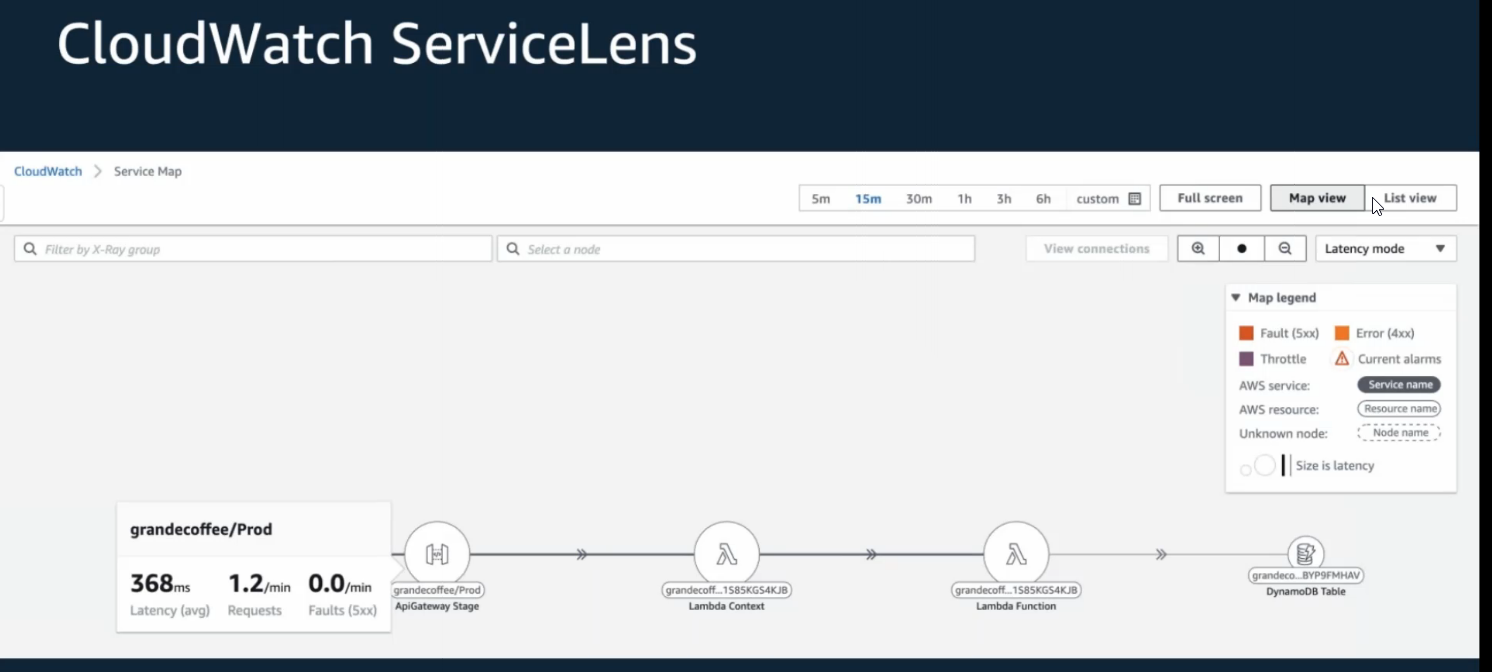 CloudWatch ServiceLens
CloudWatch > Service Map
5m 15m 30m 1h 3h 6h custom Full screen Map view List view
Filter by X-Ray group Select a node View connections Latency mode
Map legend
Fault (5xx) Error (4xx)
Throttle Current alarms
AWS service: Service name
AWS resource: Resource name
Unknown node: Node name
Size is latency
grandecoffee/Prod
368ms 1.2/min 0.0/min
Latency (avg) Requests Faults (5xx)
grandecoffee/Prod
ApiGateway Stage
grandecoff...1S85KGS4KJB
Lambda Context
grandecoff...1S85KGS4KJB
Lambda Function
grandeco...BYP9FMHAV
DynamoDB Table